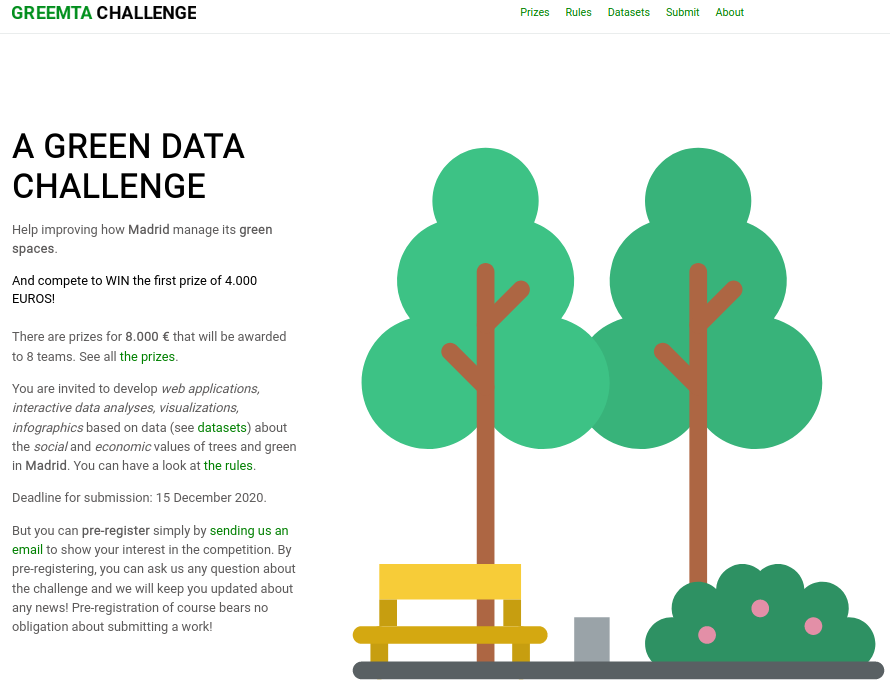 GREEMTA CHALLENGE
Prizes Rules Datasets Submit About
A GREEN DATA
CHALLENGE
Help improving how Madrid manage its green
spaces.
And compete to WIN the first prize of 4.000
EUROS!
There are prizes for 8.000 € that will be awarded
to 8 teams. See all the prizes.
You are invited to develop web applications,
interactive data analyses, visualizations,
infographics based on data (see datasets) about
the social and economic values of trees and green
in Madrid. You can have a look at the rules.
Deadline for submission: 15 December 2020.
But you can pre-register simply by sending us an
email to show your interest in the competition. By
pre-registering, you can ask us any question about
the challenge and we will keep you updated about
any news! Pre-registration of course bears no
obligation about submitting a work!